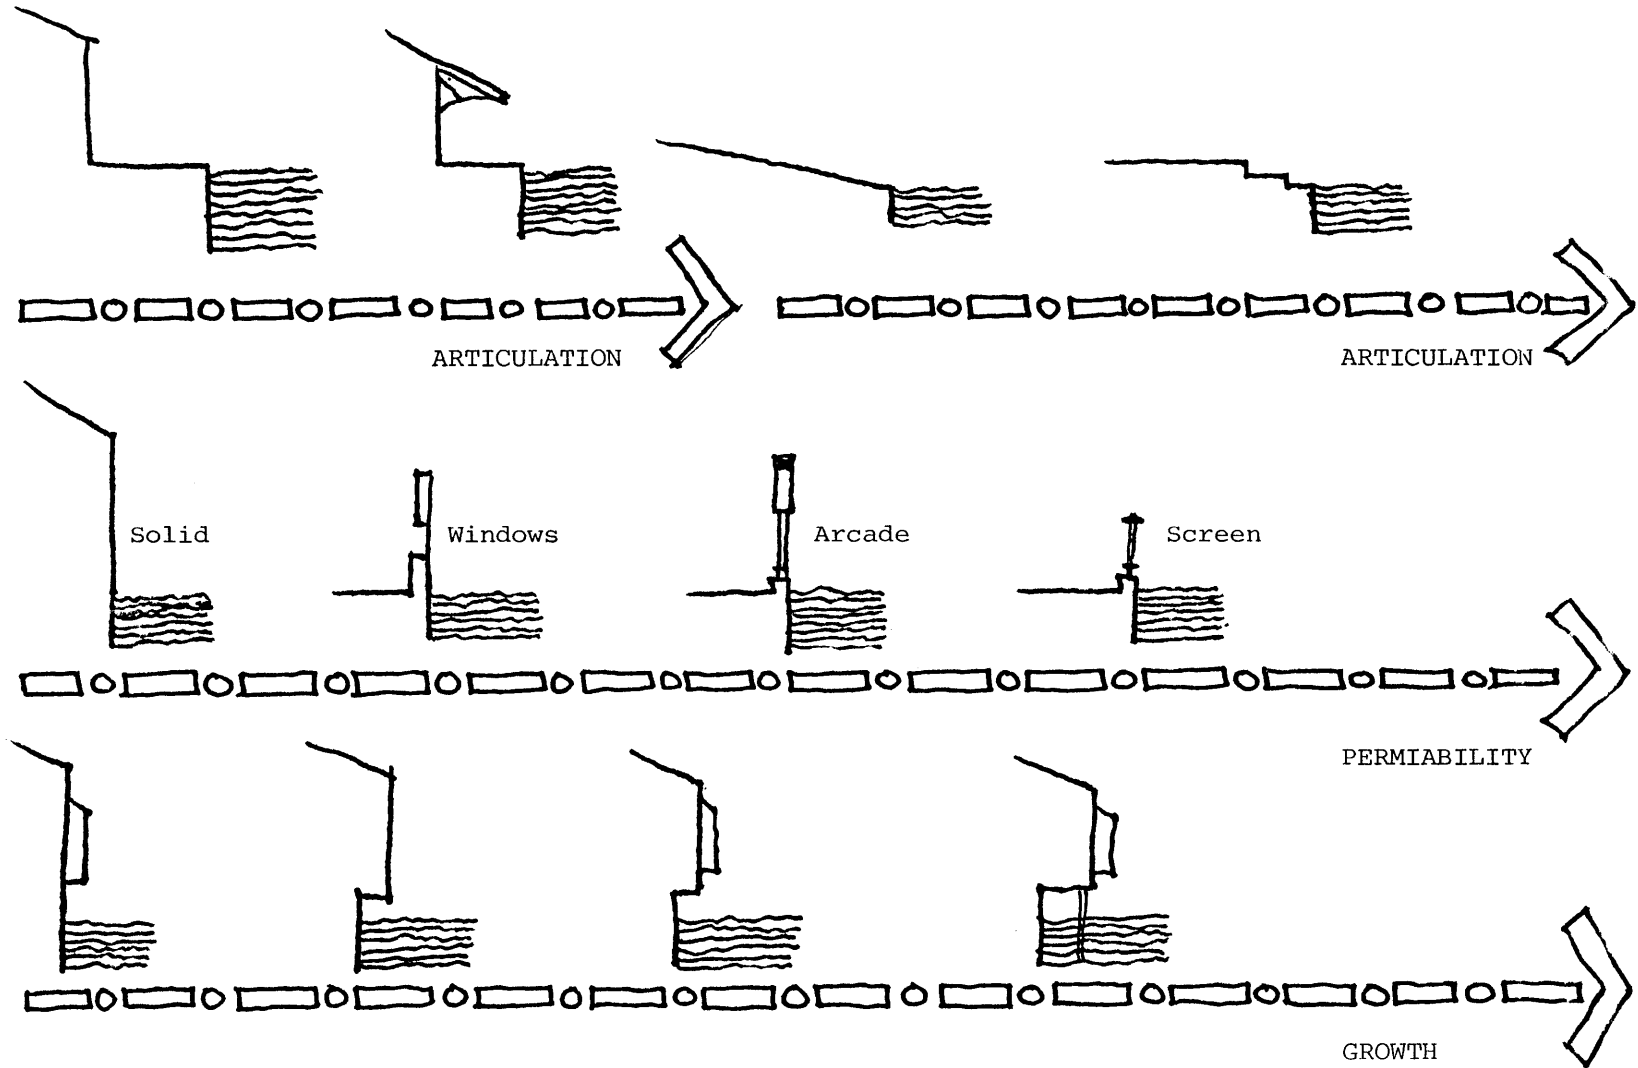 ARTICULATION
ARTICULATION
Solid
Windows
Arcade
Screen
PERMIABILITY
GROWTH